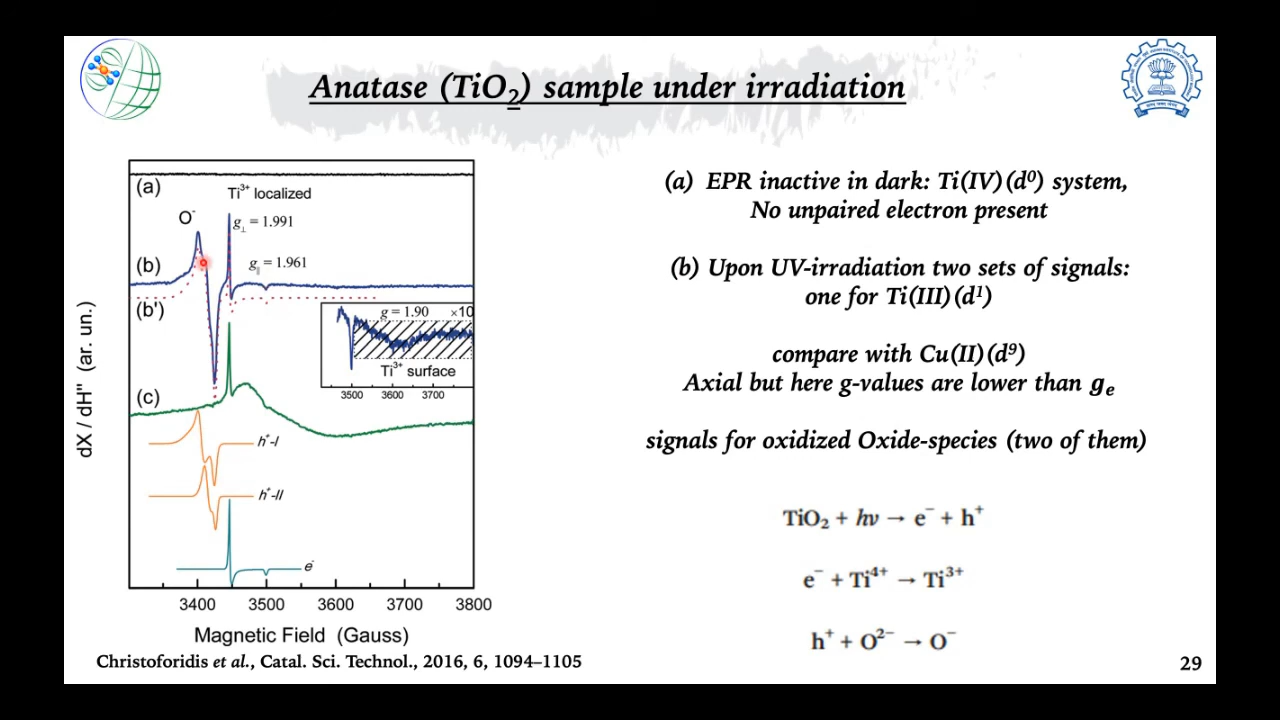 Anatase (TiO₂) sample under irradiation
(a)
Ti³⁺ localized
O⁻
g⊥ = 1.991
(b)
g∥ = 1.961
(b')
g = 1.90 ×10
Ti³⁺ surface
3500 3600 3700
(c)
h⁺-I
h⁺-II
e⁻
dX / dH" (ar. un.)
3400 3500 3600 3700 3800
Magnetic Field (Gauss)
Christoforidis et al., Catal. Sci. Technol., 2016, 6, 1094–1105
(a) EPR inactive in dark: Ti(IV)(d⁰) system,
No unpaired electron present
(b) Upon UV-irradiation two sets of signals:
one for Ti(III)(d¹)
compare with Cu(II)(d⁹)
Axial but here g-values are lower than gₑ
signals for oxidized Oxide-species (two of them)
TiO₂ + hν → e⁻ + h⁺
e⁻ + Ti⁴⁺ → Ti³⁺
h⁺ + O²⁻ → O⁻
29